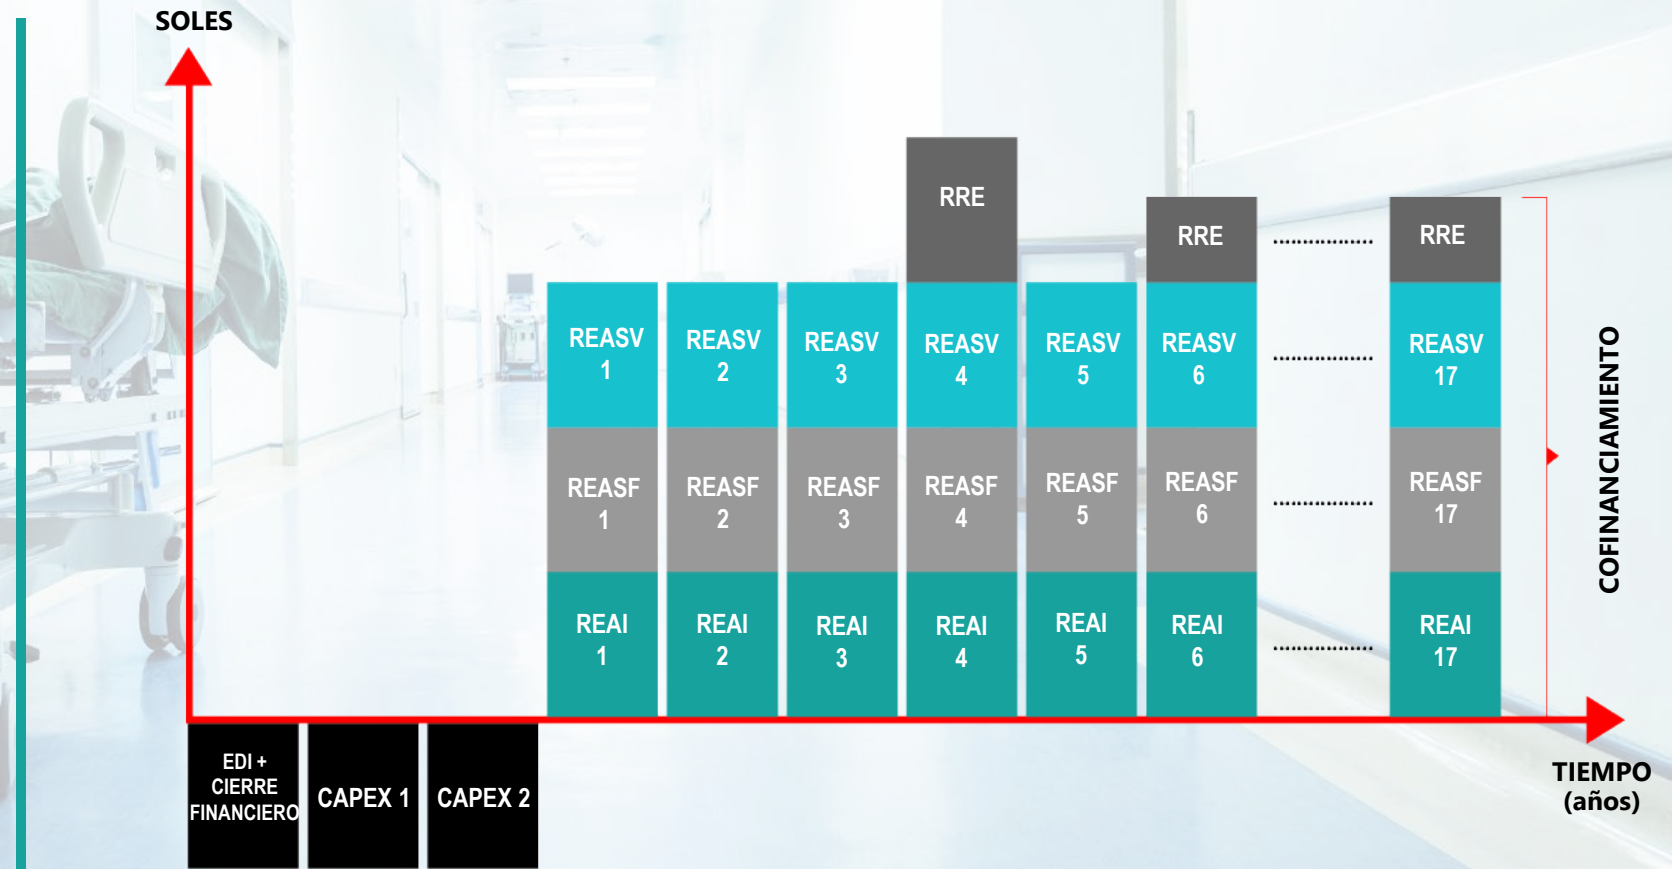 SOLES
RRE
RRE
................
RRE
REASV
1
REASV
2
REASV
3
REASV
4
REASV
5
REASV
6
................
REASV
17
REASF
1
REASF
2
REASF
3
REASF
4
REASF
5
REASF
6
................
REASF
17
REAI
1
REAI
2
REAI
3
REAI
4
REAI
5
REAI
6
................
REAI
17
COFINANCIAMIENTO
EDI +
CIERRE
FINANCIERO
CAPEX 1
CAPEX 2
TIEMPO
(años)